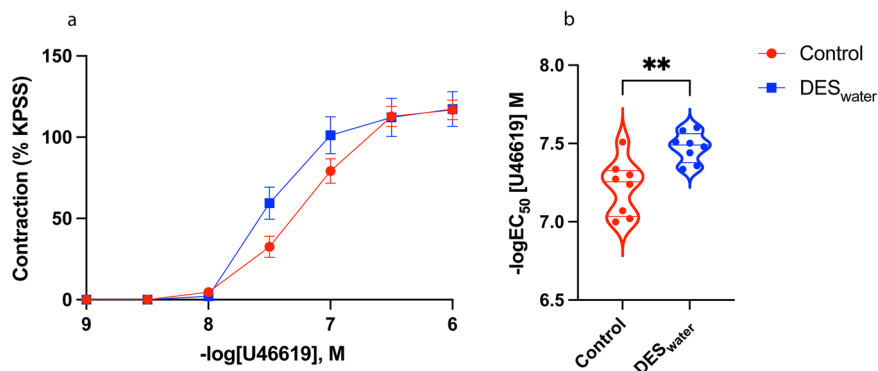 a
150
100
50
0
Contraction (% KPSS)
9
8
7
6
-log[U46619], M
b
8.0
7.5
7.0
6.5
-logEC50 [U46619] M
**
Control
DESwater
Control
DESwater